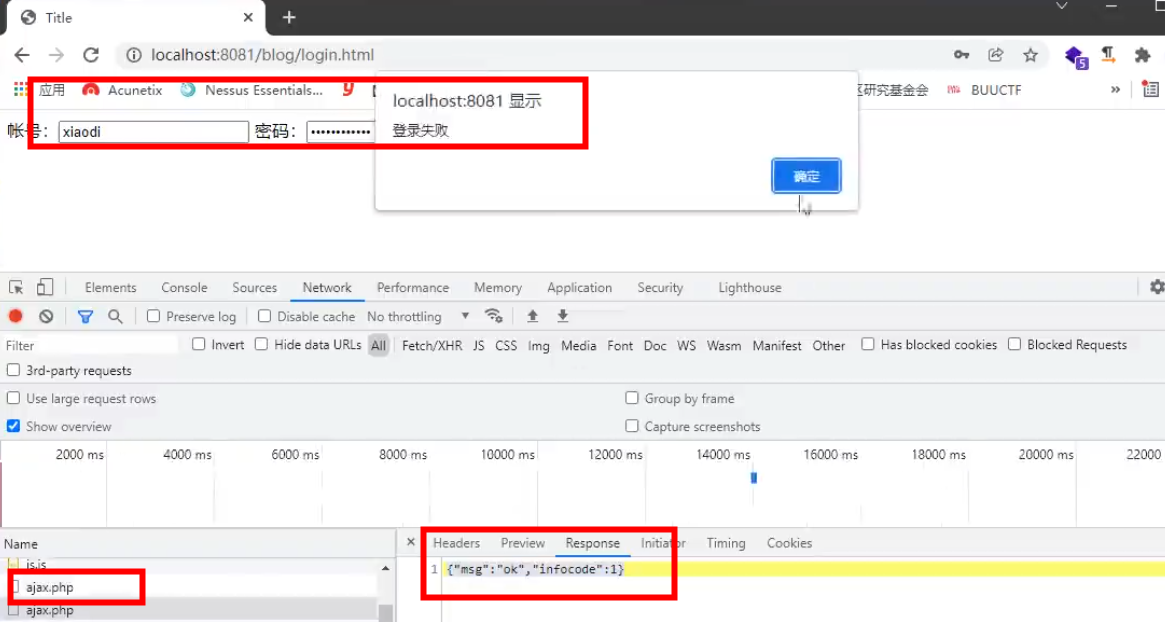 Title
localhost:8081/blog/login.html
5
应用 Acunetix Nessus Essentials... 区研究基金会 BUUCTF »
localhost:8081 显示
登录失败
帐号： xiaodi 密码： ••••••••••••
确定
Elements Console Sources Network Performance Memory Application Security Lighthouse
Preserve log Disable cache No throttling
Filter Invert Hide data URLs All Fetch/XHR JS CSS Img Media Font Doc WS Wasm Manifest Other Has blocked cookies Blocked Requests
3rd-party requests
Use large request rows Group by frame
Show overview Capture screenshots
2000 ms 4000 ms 6000 ms 8000 ms 10000 ms 12000 ms 14000 ms 16000 ms 18000 ms 20000 ms 22000
Name Headers Preview Response Initiator Timing Cookies
js.js
1 {"msg":"ok","infocode":1}
ajax.php
ajax.php